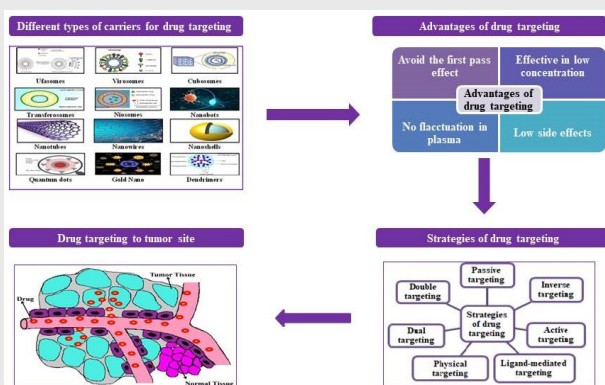 Different types of carriers for drug targeting
Ufasomes
Virosomes
Cubosomes
Transferosomes
Niosomes
Nanobots
Nanotubes
Nanowires
Nanoshells
Quantum dots
Gold Nano
Dendrimers
Advantages of drug targeting
Avoid the first pass
effect
Effective in low
concentration
Advantages of
drug targeting
No flactuation in
plasma
Low side effects
Drug targeting to tumor site
Tumor Tissue
Drug
Normal Tissue
Strategies of drug targeting
Passive
targeting
Double
targeting
Inverse
targeting
Strategies
of drug
targeting
Dual
targeting
Active
targeting
Physical
targeting
Ligand-mediated
targeting